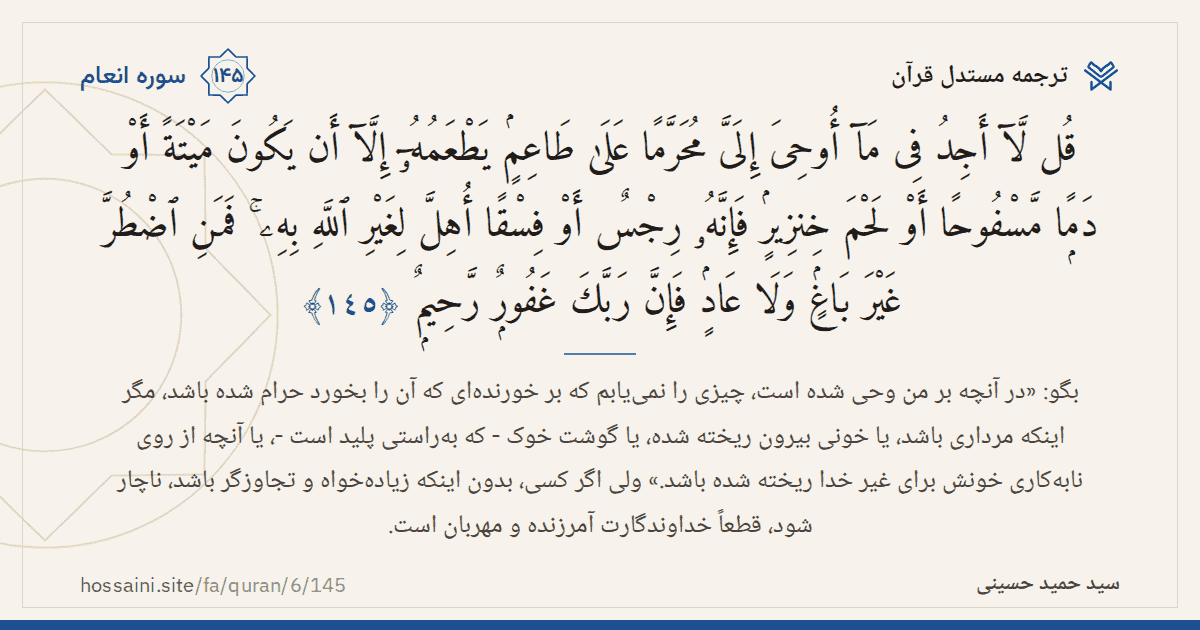 ترجمه مستدل قرآن
۱۴۵ سوره انعام
قُل لَّآ أَجِدُ فِى مَآ أُوحِىَ إِلَىَّ مُحَرَّمًا عَلَىٰ طَاعِمٍۢ يَطْعَمُهُۥٓ إِلَّآ أَن يَكُونَ مَيْتَةً أَوْ
دَمًۭا مَّسْفُوحًا أَوْ لَحْمَ خِنزِيرٍۢ فَإِنَّهُۥ رِجْسٌ أَوْ فِسْقًا أُهِلَّ لِغَيْرِ ٱللَّهِ بِهِۦ ۚ فَمَنِ ٱضْطُرَّ
غَيْرَ بَاغٍۢ وَلَا عَادٍۢ فَإِنَّ رَبَّكَ غَفُورٌۭ رَّحِيمٌۭ ﴿١٤٥﴾
بگو: «در آنچه بر من وحی شده است، چیزی را نمی‌یابم که بر خورنده‌ای که آن را بخورد حرام شده باشد، مگر
اینکه مرداری باشد، یا خونی بیرون ریخته شده، یا گوشت خوک - که به‌راستی پلید است -، یا آنچه از روی
نابه‌کاری خونش برای غیر خدا ریخته شده باشد.» ولی اگر کسی، بدون اینکه زیاده‌خواه و تجاوزگر باشد، ناچار
شود، قطعاً خداوندگارت آمرزنده و مهربان است.
سید حمید حسینی
hossaini.site/fa/quran/6/145